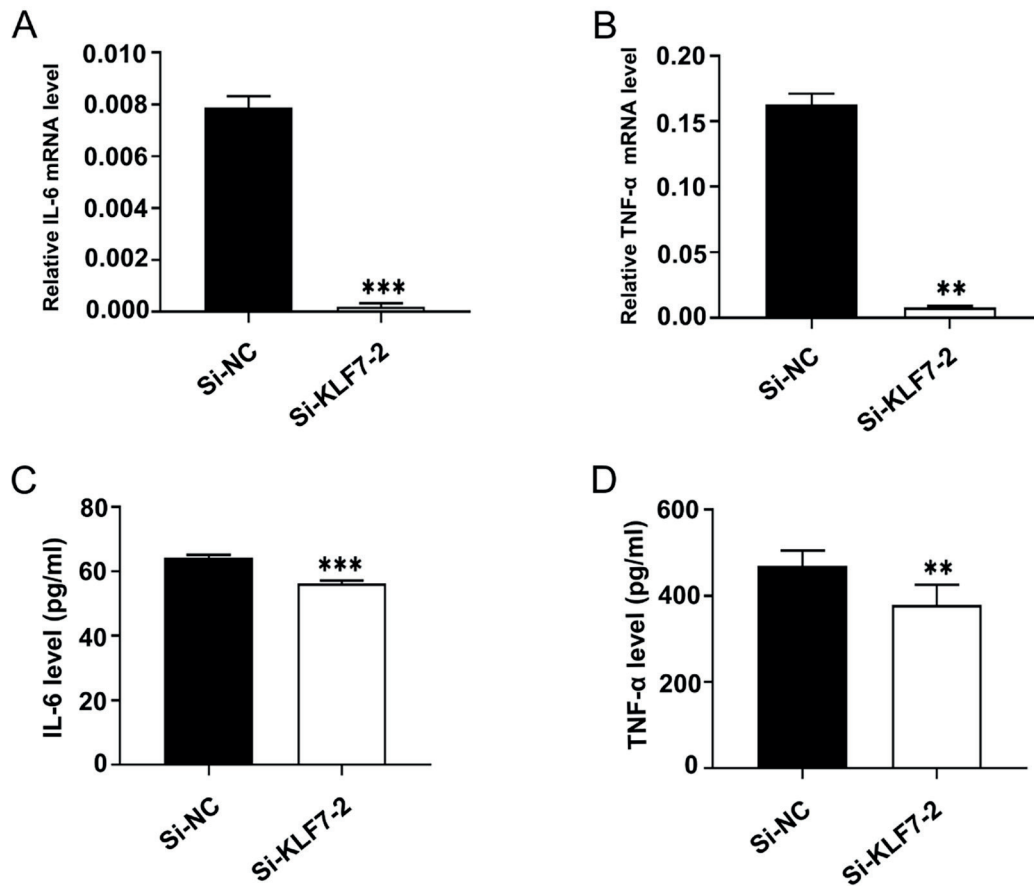 A
Relative IL-6 mRNA level
0.010
0.008
0.006
0.004
0.002
0.000
***
Si-NC
Si-KLF7-2
B
Relative TNF-α mRNA level
0.20
0.15
0.10
0.05
0.00
**
Si-NC
Si-KLF7-2
C
IL-6 level (pg/ml)
80
60
40
20
0
***
Si-NC
Si-KLF7-2
D
TNF-α level (pg/ml)
600
400
200
0
**
Si-NC
Si-KLF7-2